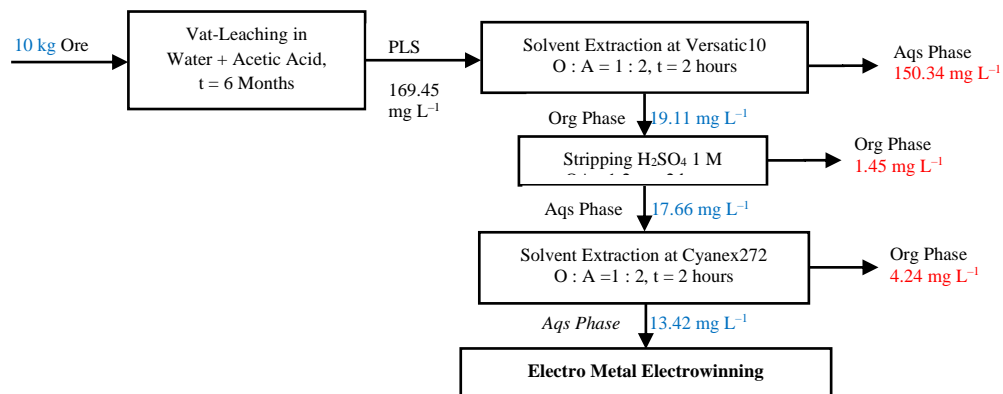 10 kg Ore
Vat-Leaching in
Water + Acetic Acid,
t = 6 Months
PLS
169.45
mg L⁻¹
Solvent Extraction at Versatic10
O : A = 1 : 2, t = 2 hours
Aqs Phase
150.34 mg L⁻¹
Org Phase
19.11 mg L⁻¹
Stripping H₂SO₄ 1 M
Org Phase
1.45 mg L⁻¹
Aqs Phase
17.66 mg L⁻¹
Solvent Extraction at Cyanex272
O : A =1 : 2, t = 2 hours
Org Phase
4.24 mg L⁻¹
Aqs Phase
13.42 mg L⁻¹
Electro Metal Electrowinning